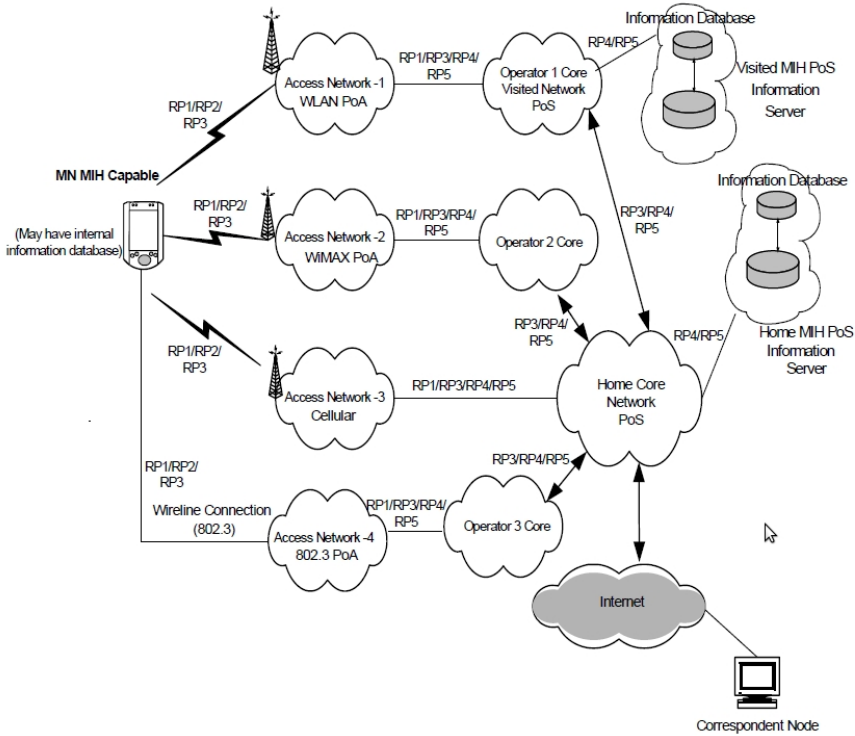 Information Database
RP4/RP5
Visited MIH PoS
Information
Server
RP1/RP3/RP4/
RP5
Access Network -1
WLAN PoA
Operator 1 Core
Visited Network
PoS
RP1/RP2/
RP3
MN MIH Capable
(May have internal
information database)
RP1/RP2/
RP3
Access Network -2
WiMAX PoA
RP1/RP3/RP4/
RP5
Operator 2 Core
RP3/RP4/
RP5
Information Database
Home MIH PoS
Information
Server
RP3/RP4/
RP5
RP4/RP5
RP1/RP2/
RP3
Access Network -3
Cellular
RP1/RP3/RP4/RP5
Home Core
Network
PoS
RP1/RP2/
RP3
Wireline Connection
(802.3)
Access Network -4
802.3 PoA
RP1/RP3/RP4/
RP5
Operator 3 Core
RP3/RP4/RP5
Internet
Correspondent Node